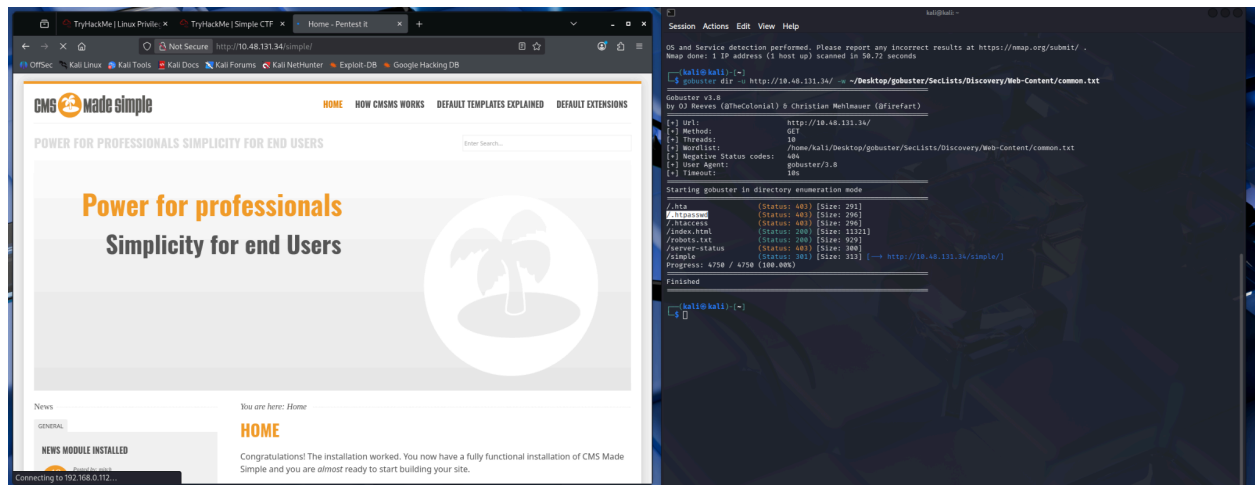 TryHackMe | Linux Privile
TryHackMe | Simple CTF
Home - Pentest it
Not Secure http://10.48.131.34/simple/
OffSec Kali Linux Kali Tools Kali Docs Kali Forums Kali NetHunter Exploit-DB Google Hacking DB
CMS Made simple
HOME HOW CMSMS WORKS DEFAULT TEMPLATES EXPLAINED DEFAULT EXTENSIONS
POWER FOR PROFESSIONALS SIMPLICITY FOR END USERS
Enter Search...
Power for professionals
Simplicity for end Users
News
GENERAL
NEWS MODULE INSTALLED
Posted by: mitch
You are here: Home
HOME
Congratulations! The installation worked. You now have a fully functional installation of CMS Made
Simple and you are almost ready to start building your site.
Connecting to 192.168.0.112...
kali@kali: ~
Session Actions Edit View Help
OS and Service detection performed. Please report any incorrect results at https://nmap.org/submit/ .
Nmap done: 1 IP address (1 host up) scanned in 50.72 seconds
(kali㉿kali)-[~]
$ gobuster dir -u http://10.48.131.34/ -w ~/Desktop/gobuster/SecLists/Discovery/Web-Content/common.txt
Gobuster v3.8
by OJ Reeves (@TheColonial) & Christian Mehlmauer (@firefart)
[+] Url: http://10.48.131.34/
[+] Method: GET
[+] Threads: 10
[+] Wordlist: /home/kali/Desktop/gobuster/SecLists/Discovery/Web-Content/common.txt
[+] Negative Status codes: 404
[+] User Agent: gobuster/3.8
[+] Timeout: 10s
Starting gobuster in directory enumeration mode
/.hta (Status: 403) [Size: 291]
/.htpasswd (Status: 403) [Size: 296]
/.htaccess (Status: 403) [Size: 296]
/index.html (Status: 200) [Size: 11321]
/robots.txt (Status: 200) [Size: 929]
/server-status (Status: 403) [Size: 300]
/simple (Status: 301) [Size: 313] [--> http://10.48.131.34/simple/]
Progress: 4750 / 4750 (100.00%)
Finished
(kali㉿kali)-[~]
$